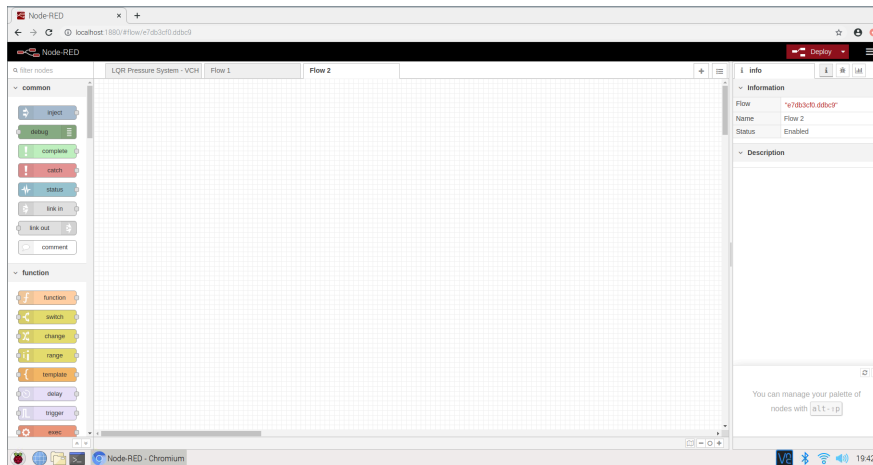 Node-RED
localhost:1880/#flow/e7db3cf0.ddbc9
Node-RED
Deploy
filter nodes
LQR Pressure System - VCH
Flow 1
Flow 2
i info
common
inject
debug
complete
catch
status
link in
link out
comment
function
function
switch
change
range
template
delay
trigger
exec
Information
Flow "e7db3cf0.ddbc9"
Name Flow 2
Status Enabled
Description
You can manage your palette of
nodes with alt-⇧p
Node-RED - Chromium
19:42